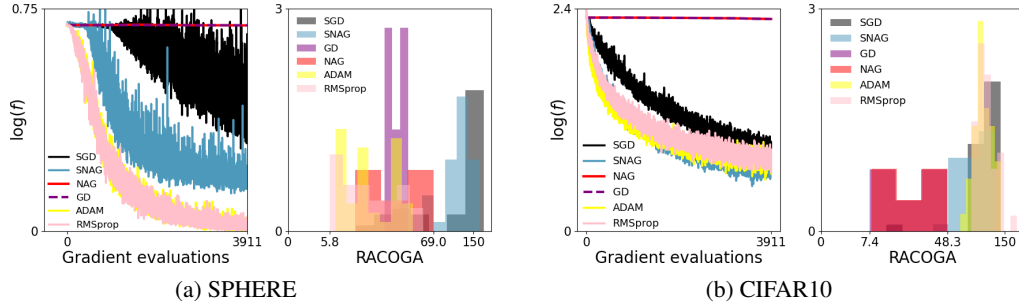 0.75
log(f)
0
SGD
SNAG
NAG
GD
ADAM
RMSprop
0
3911
Gradient evaluations
3
0
SGD
SNAG
GD
NAG
ADAM
RMSprop
5.8
69.0
150
RACOGA
(a) SPHERE
2.4
log(f)
0
SGD
SNAG
NAG
GD
ADAM
RMSprop
0
3911
Gradient evaluations
3
0
SGD
SNAG
GD
NAG
ADAM
RMSprop
0
7.4
48.3
150
RACOGA
(b) CIFAR10